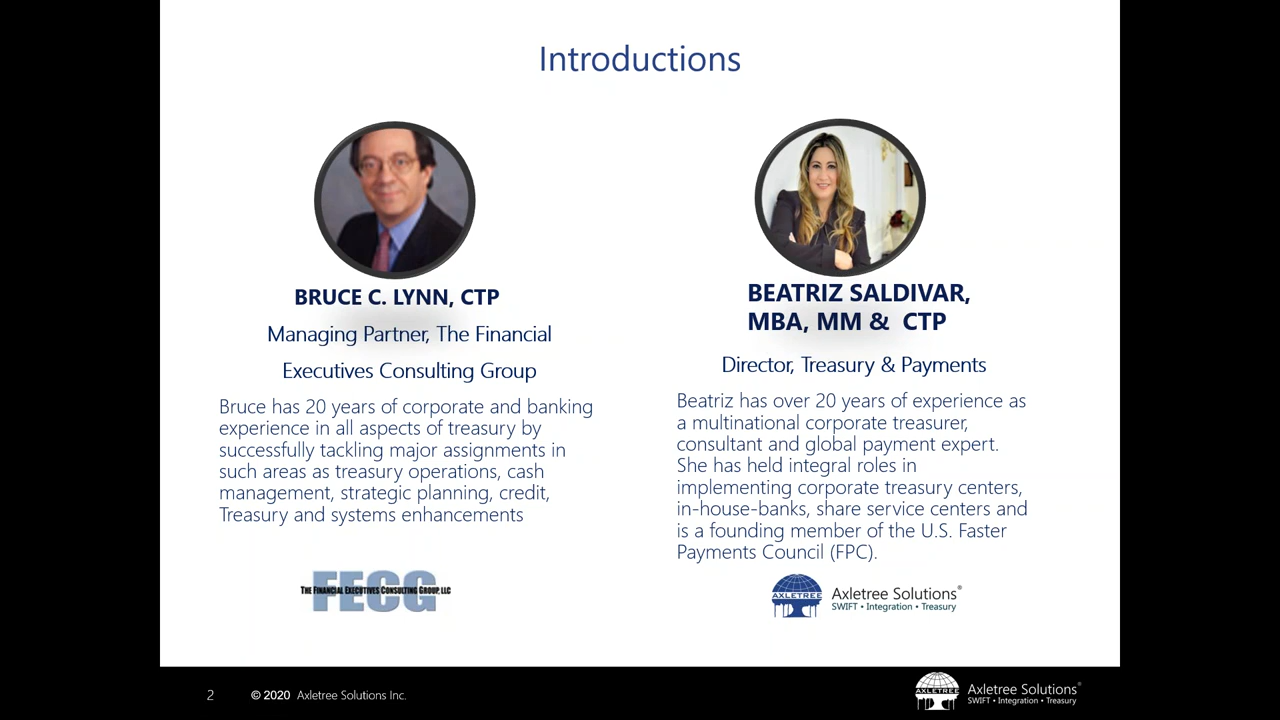 Introductions
BRUCE C. LYNN, CTP
Managing Partner, The Financial
Executives Consulting Group
Bruce has 20 years of corporate and banking
experience in all aspects of treasury by
successfully tackling major assignments in
such areas as treasury operations, cash
management, strategic planning, credit,
Treasury and systems enhancements
FECG
THE FINANCIAL EXECUTIVES CONSULTING GROUP, LLC
BEATRIZ SALDIVAR,
MBA, MM & CTP
Director, Treasury & Payments
Beatriz has over 20 years of experience as
a multinational corporate treasurer,
consultant and global payment expert.
She has held integral roles in
implementing corporate treasury centers,
in-house-banks, share service centers and
is a founding member of the U.S. Faster
Payments Council (FPC).
AXLETREE
Axletree Solutions®
SWIFT • Integration • Treasury
2
© 2020 Axletree Solutions Inc.
AXLETREE
Axletree Solutions®
SWIFT • Integration • Treasury